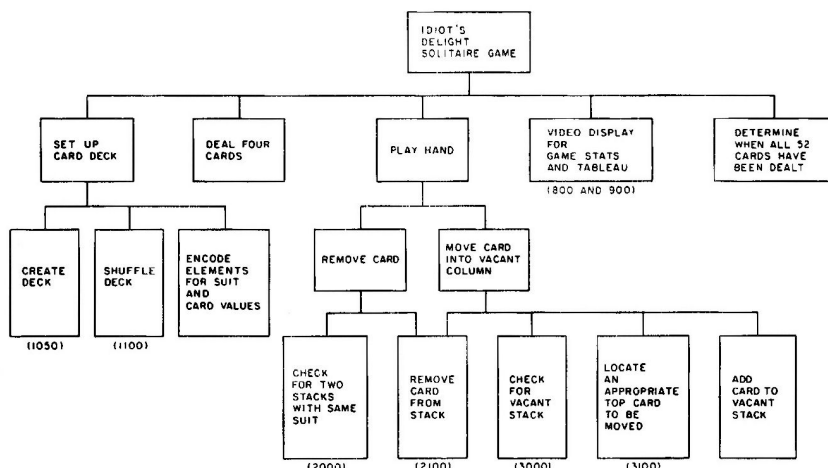 IDIOT'S
DELIGHT
SOLITAIRE GAME
SET UP
CARD DECK
DEAL FOUR
CARDS
PLAY HAND
VIDEO DISPLAY
FOR
GAME STATS
AND TABLEAU
(800 AND 900)
DETERMINE
WHEN ALL 52
CARDS HAVE
BEEN DEALT
CREATE
DECK
(1050)
SHUFFLE
DECK
(1100)
ENCODE
ELEMENTS
FOR SUIT
AND
CARD VALUES
REMOVE CARD
MOVE CARD
INTO VACANT
COLUMN
CHECK
FOR TWO
STACKS
WITH SAME
SUIT
(2000)
REMOVE
CARD
FROM
STACK
(2100)
CHECK
FOR
VACANT
STACK
(3000)
LOCATE
AN
APPROPRIATE
TOP CARD
TO BE
MOVED
(3100)
ADD
CARD TO
VACANT
STACK